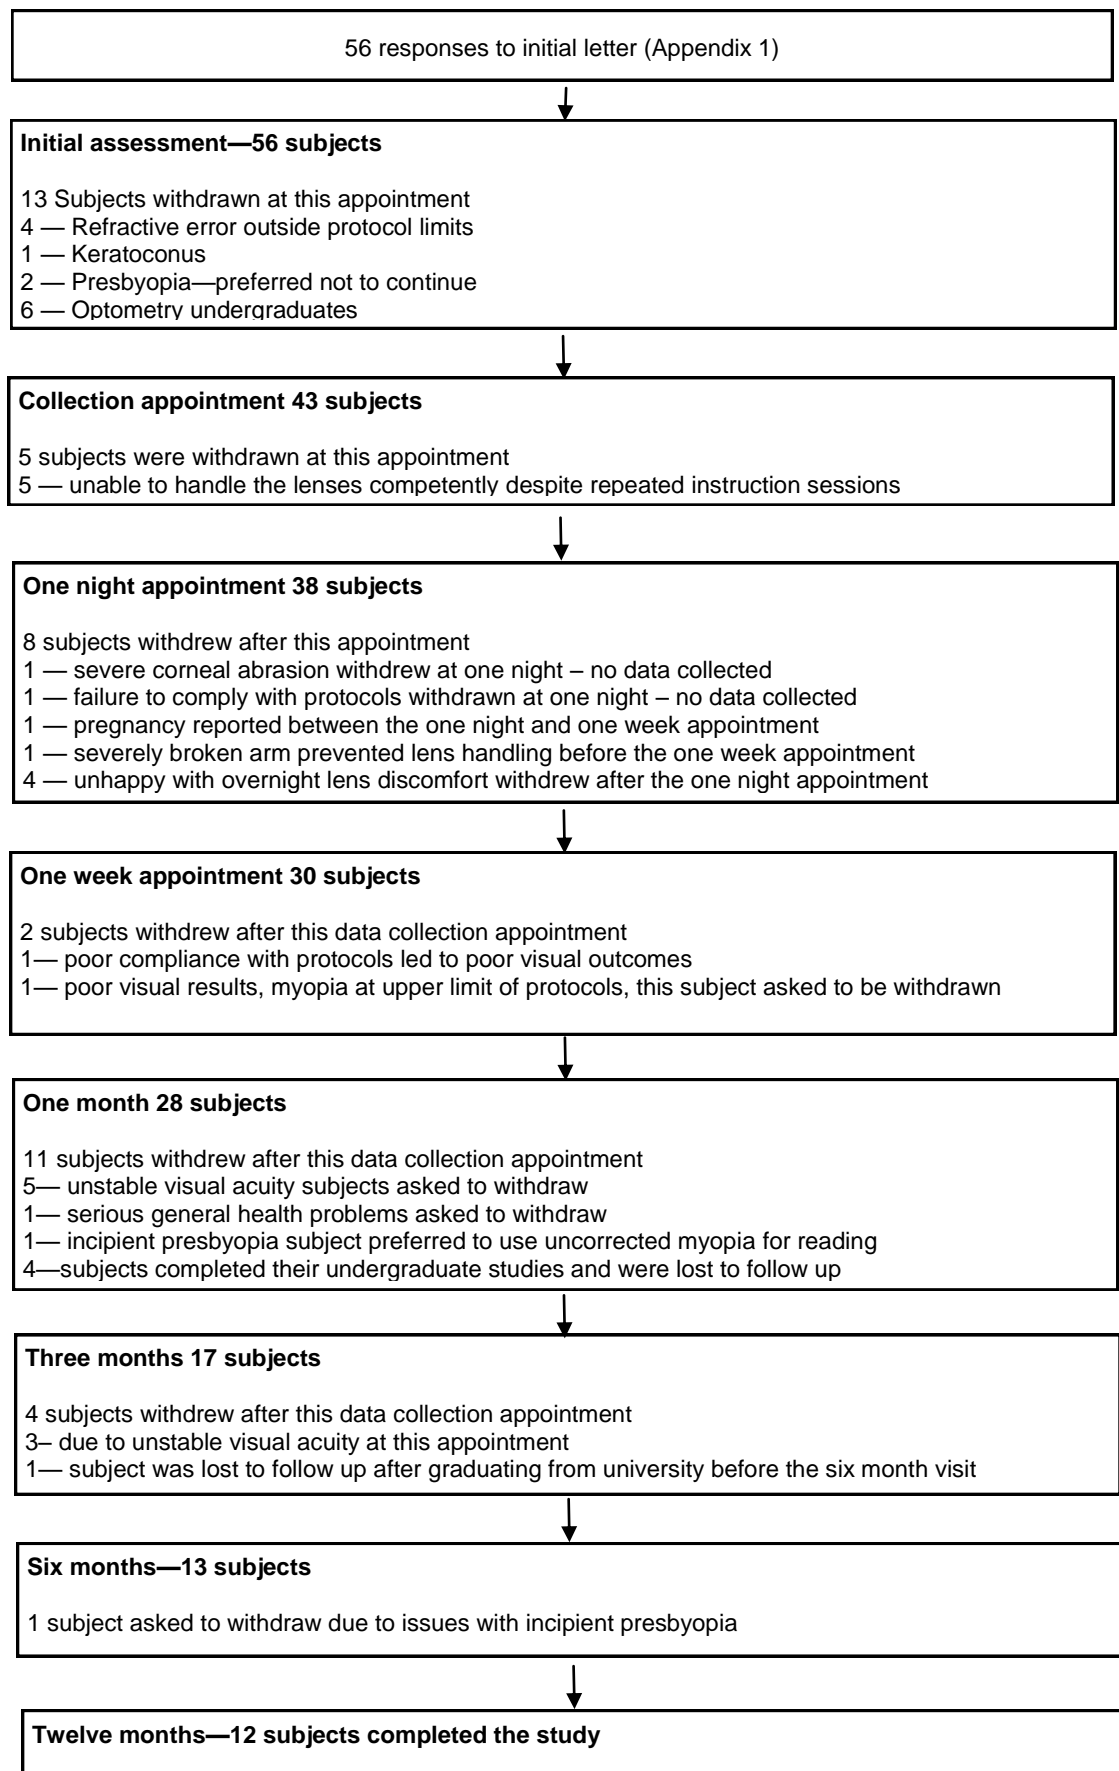 56 responses to initial letter (Appendix 1)
Initial assessment—56 subjects
13 Subjects withdrawn at this appointment
4 — Refractive error outside protocol limits
1 — Keratoconus
2 — Presbyopia—preferred not to continue
6 — Optometry undergraduates
Collection appointment 43 subjects
5 subjects were withdrawn at this appointment
5 — unable to handle the lenses competently despite repeated instruction sessions
One night appointment 38 subjects
8 subjects withdrew after this appointment
1 — severe corneal abrasion withdrew at one night – no data collected
1 — failure to comply with protocols withdrawn at one night – no data collected
1 — pregnancy reported between the one night and one week appointment
1 — severely broken arm prevented lens handling before the one week appointment
4 — unhappy with overnight lens discomfort withdrew after the one night appointment
One week appointment 30 subjects
2 subjects withdrew after this data collection appointment
1— poor compliance with protocols led to poor visual outcomes
1— poor visual results, myopia at upper limit of protocols, this subject asked to be withdrawn
One month 28 subjects
11 subjects withdrew after this data collection appointment
5— unstable visual acuity subjects asked to withdraw
1— serious general health problems asked to withdraw
1— incipient presbyopia subject preferred to use uncorrected myopia for reading
4—subjects completed their undergraduate studies and were lost to follow up
Three months 17 subjects
4 subjects withdrew after this data collection appointment
3– due to unstable visual acuity at this appointment
1— subject was lost to follow up after graduating from university before the six month visit
Six months—13 subjects
1 subject asked to withdraw due to issues with incipient presbyopia
Twelve months—12 subjects completed the study